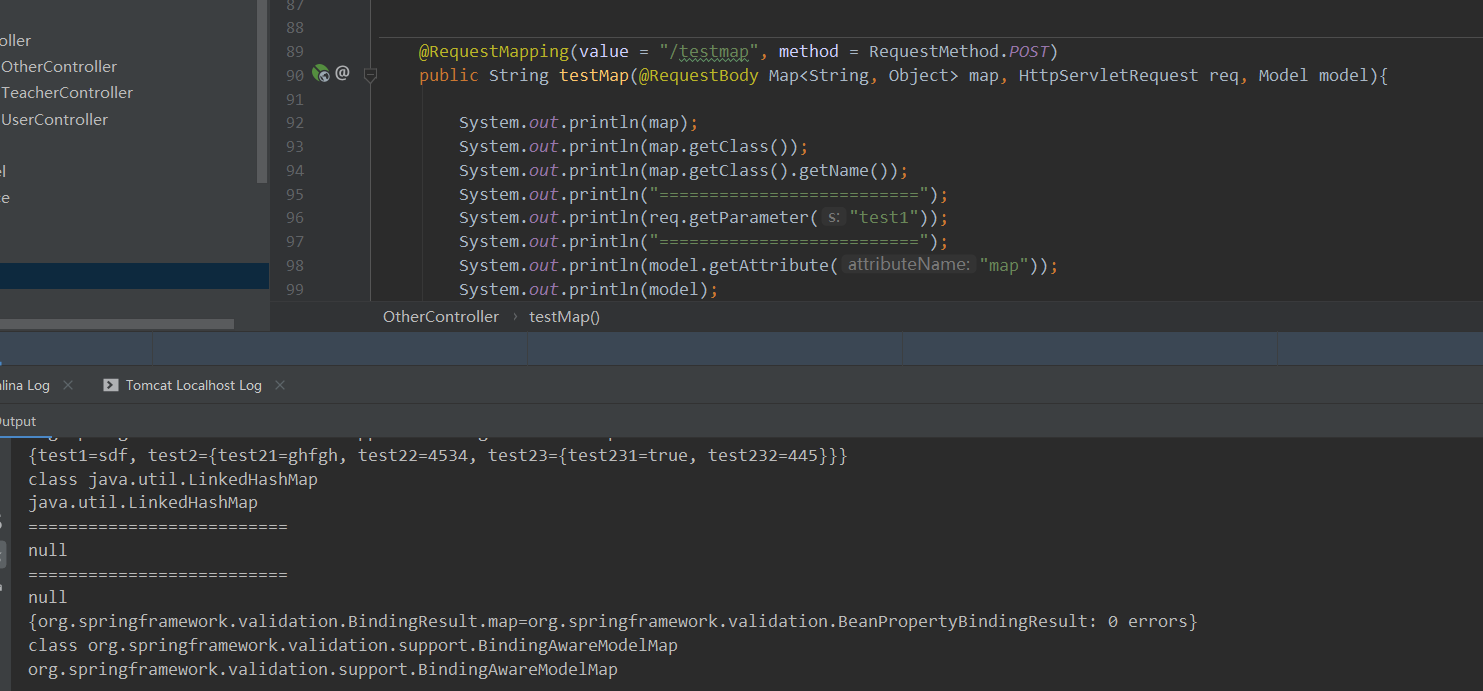 87
88
oller
89 @RequestMapping(value = "/testmap", method = RequestMethod.POST)
OtherController
90 @ public String testMap(@RequestBody Map<String, Object> map, HttpServletRequest req, Model model){
TeacherController
91
UserController
92 System.out.println(map);
93 System.out.println(map.getClass());
el
94 System.out.println(map.getClass().getName());
ce
95 System.out.println("==========================");
96 System.out.println(req.getParameter( s: "test1"));
97 System.out.println("==========================");
98 System.out.println(model.getAttribute( attributeName: "map"));
99 System.out.println(model);
OtherController › testMap()
alina Log × Tomcat Localhost Log ×
Output
{test1=sdf, test2={test21=ghfgh, test22=4534, test23={test231=true, test232=445}}}
class java.util.LinkedHashMap
java.util.LinkedHashMap
==========================
null
==========================
null
{org.springframework.validation.BindingResult.map=org.springframework.validation.BeanPropertyBindingResult: 0 errors}
class org.springframework.validation.support.BindingAwareModelMap
org.springframework.validation.support.BindingAwareModelMap